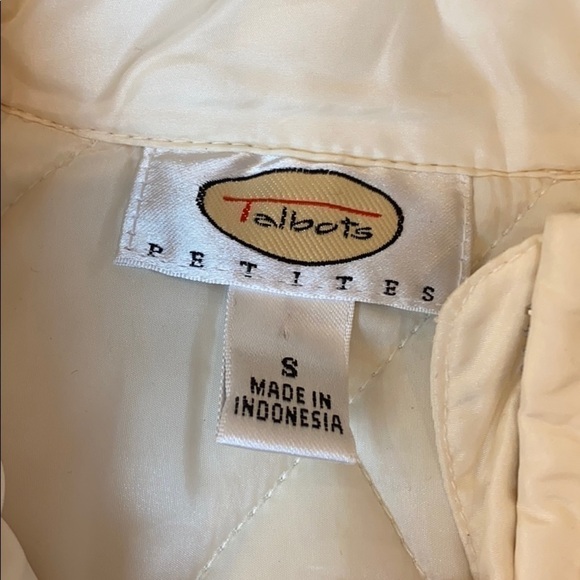 Talbots
PETITES
S
MADE IN
INDONESIA